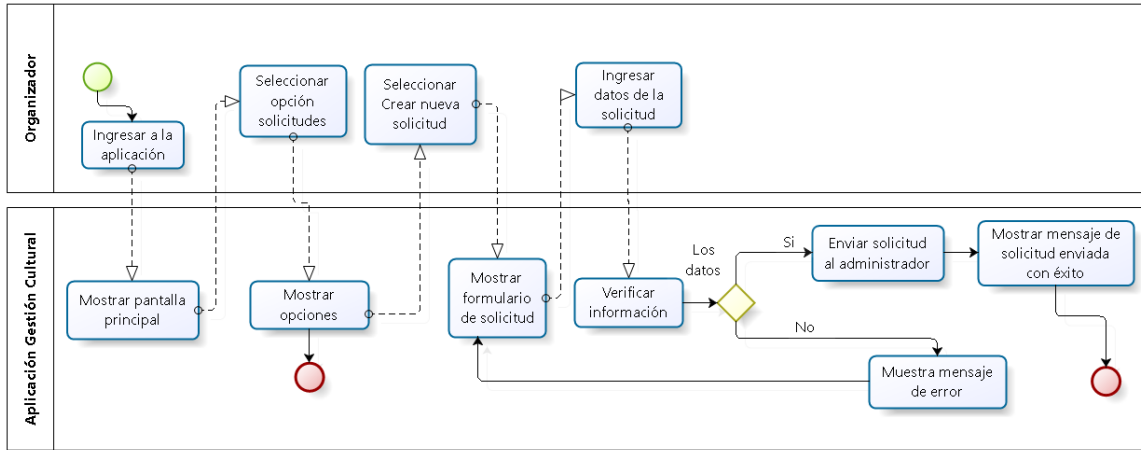 Organizador
Ingresar a la
aplicación
Seleccionar
opción
solicitudes
Seleccionar
Crear nueva
solicitud
Ingresar
datos de la
solicitud
Aplicación Gestión Cultural
Mostrar pantalla
principal
Mostrar
opciones
Mostrar
formulario
de solicitud
Verificar
información
Los
datos
Si
Enviar solicitud
al administrador
Mostrar mensaje de
solicitud enviada
con éxito
No
Muestra mensaje
de error